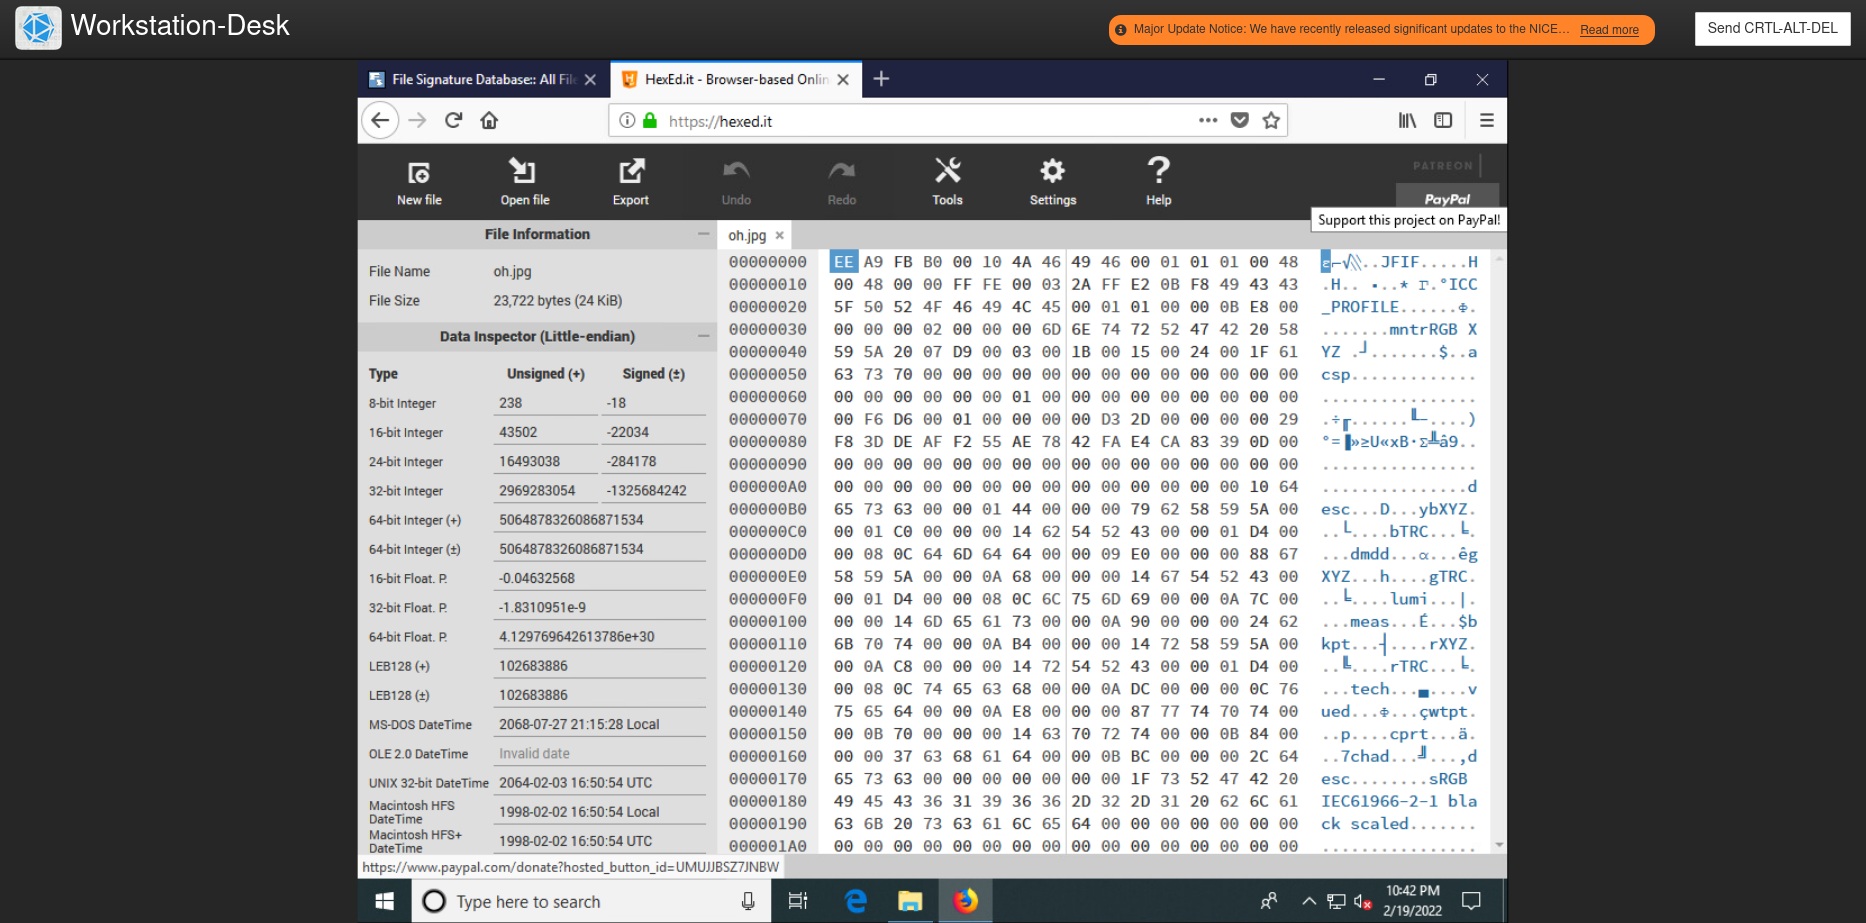 Workstation-Desk
Major Update Notice: We have recently released significant updates to the NICE... Read more
Send CRTL-ALT-DEL
File Signature Database:: All File
HexEd.it - Browser-based Onlin
https://hexed.it
New file
Open file
Export
Undo
Redo
Tools
Settings
Help
PATREON
PayPal
Support this project on PayPal!
File Information
File Name oh.jpg
File Size 23,722 bytes (24 KiB)
Data Inspector (Little-endian)
Type Unsigned (+) Signed (±)
8-bit Integer 238 -18
16-bit Integer 43502 -22034
24-bit Integer 16493038 -284178
32-bit Integer 2969283054 -1325684242
64-bit Integer (+) 5064878326086871534
64-bit Integer (±) 5064878326086871534
16-bit Float. P. -0.04632568
32-bit Float. P. -1.8310951e-9
64-bit Float. P. 4.129769642613786e+30
LEB128 (+) 102683886
LEB128 (±) 102683886
MS-DOS DateTime 2068-07-27 21:15:28 Local
OLE 2.0 DateTime Invalid date
UNIX 32-bit DateTime 2064-02-03 16:50:54 UTC
Macintosh HFS DateTime 1998-02-02 16:50:54 Local
Macintosh HFS+ DateTime 1998-02-02 16:50:54 UTC
oh.jpg
00000000 EE A9 FB B0 00 10 4A 46 49 46 00 01 01 01 00 48 ε⌐√░..JFIF.....H
00000010 00 48 00 00 FF FE 00 03 2A FF E2 0B F8 49 43 43 .H.. ▪..* Γ.°ICC
00000020 5F 50 52 4F 46 49 4C 45 00 01 01 00 00 0B E8 00 _PROFILE......Φ.
00000030 00 00 00 02 00 00 00 6D 6E 74 72 52 47 42 20 58 .......mntrRGB X
00000040 59 5A 20 07 D9 00 03 00 1B 00 15 00 24 00 1F 61 YZ .┘.......$..a
00000050 63 73 70 00 00 00 00 00 00 00 00 00 00 00 00 00 csp.............
00000060 00 00 00 00 00 00 01 00 00 00 00 00 00 00 00 00 ................
00000070 00 F6 D6 00 01 00 00 00 00 D3 2D 00 00 00 00 29 .÷╓......╙-....)
00000080 F8 3D DE AF F2 55 AE 78 42 FA E4 CA 83 39 0D 00 °=▐»≥U«xB·Σ╩â9..
00000090 00 00 00 00 00 00 00 00 00 00 00 00 00 00 00 00 ................
000000A0 00 00 00 00 00 00 00 00 00 00 00 00 00 00 10 64 ...............d
000000B0 65 73 63 00 00 01 44 00 00 00 79 62 58 59 5A 00 esc...D...ybXYZ.
000000C0 00 01 C0 00 00 00 14 62 54 52 43 00 00 01 D4 00 ..└....bTRC...╘.
000000D0 00 08 0C 64 6D 64 64 00 00 09 E0 00 00 00 88 67 ...dmdd...α...êg
000000E0 58 59 5A 00 00 0A 68 00 00 00 14 67 54 52 43 00 XYZ...h....gTRC.
000000F0 00 01 D4 00 00 08 0C 6C 75 6D 69 00 00 0A 7C 00 ..╘....lumi...|.
00000100 00 00 14 6D 65 61 73 00 00 0A 90 00 00 00 24 62 ...meas...É...$b
00000110 6B 70 74 00 00 0A B4 00 00 00 14 72 58 59 5A 00 kpt...┤....rXYZ.
00000120 00 0A C8 00 00 00 14 72 54 52 43 00 00 01 D4 00 ..╚....rTRC...╘.
00000130 00 08 0C 74 65 63 68 00 00 0A DC 00 00 00 0C 76 ...tech...▄....v
00000140 75 65 64 00 00 0A E8 00 00 00 87 77 74 70 74 00 ued...Φ...çwtpt.
00000150 00 0B 70 00 00 00 14 63 70 72 74 00 00 0B 84 00 ..p....cprt...ä.
00000160 00 00 37 63 68 61 64 00 00 0B BC 00 00 00 2C 64 ..7chad...╝...,d
00000170 65 73 63 00 00 00 00 00 00 00 1F 73 52 47 42 20 esc........sRGB
00000180 49 45 43 36 31 39 36 36 2D 32 2D 31 20 62 6C 61 IEC61966-2-1 bla
00000190 63 6B 20 73 63 61 6C 65 64 00 00 00 00 00 00 00 ck scaled.......
000001A0 00 00 00 00 00 00 00 00 00 00 00 00 00 00 00 00 ................
https://www.paypal.com/donate?hosted_button_id=UMUJJBSZ7JNBW
Type here to search
10:42 PM
2/19/2022